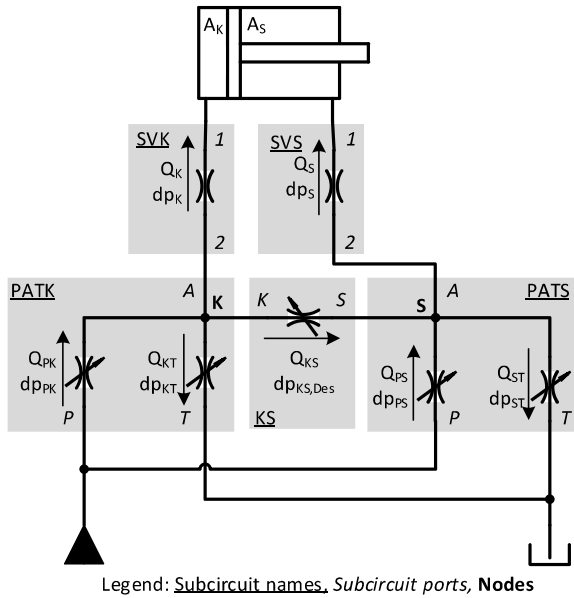 A_K A_S
SVK 1
Q_K
dp_K
2
SVS 1
Q_S
dp_S
2
PATK A K
Q_PK
dp_PK
P
Q_KT
dp_KT
T
K S
Q_KS
dp_KS,Des
KS
S A PATS
Q_PS
dp_PS
P
Q_ST
dp_ST
T
Legend: Subcircuit names, Subcircuit ports, Nodes